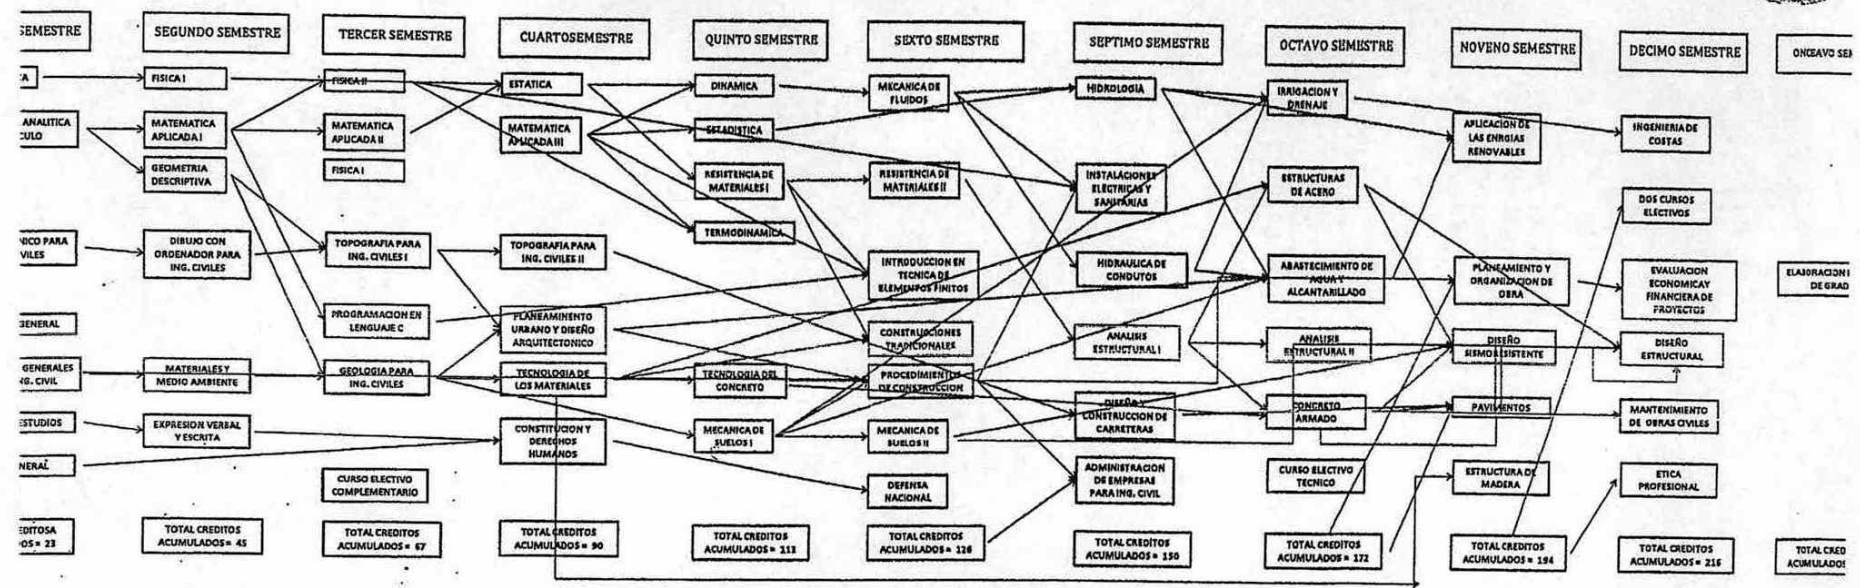 SEMESTRE
SEGUNDO SEMESTRE
TERCER SEMESTRE
CUARTOSEMESTRE
QUINTO SEMESTRE
SEXTO SEMESTRE
SEPTIMO SEMESTRE
OCTAVO SEMESTRE
NOVENO SEMESTRE
DECIMO SEMESTRE
ONCEAVO SE
CA
ANALITICA
CULO
NICO PARA
VILES
GENERAL
GENERALES
NG. CIVIL
ESTUDIOS
NERAL
EDITOSA
OS = 23
FISICA I
MATEMATICA
APLICADA I
GEOMETRIA
DESCRIPTIVA
DIBUJO CON
ORDENADOR PARA
ING. CIVILES
MATERIALES Y
MEDIO AMBIENTE
EXPRESION VERBAL
Y ESCRITA
TOTAL CREDITOS
ACUMULADOS = 45
FISICA II
MATEMATICA
APLICADA II
FISICA I
TOPOGRAFIA PARA
ING. CIVILES I
PROGRAMACION EN
LENGUAJE C
GEOLOGIA PARA
ING. CIVILES
CURSO ELECTIVO
COMPLEMENTARIO
TOTAL CREDITOS
ACUMULADOS = 67
ESTATICA
MATEMATICA
APLICADA III
TOPOGRAFIA PARA
ING. CIVILES II
PLANEAMINENTO
URBANO Y DISEÑO
ARQUITECTONICO
TECNOLOGIA DE
LOS MATERIALES
CONSTITUCION Y
DERECHOS
HUMANOS
TOTAL CREDITOS
ACUMULADOS = 90
DINAMICA
ESTADISTICA
RESISTENCIA DE
MATERIALES I
TERMODINAMICA
TECNOLOGIA DEL
CONCRETO
MECANICA DE
SUELOS I
TOTAL CREDITOS
ACUMULADOS = 111
MECANICA DE
FLUIDOS
RESISTENCIA DE
MATERIALES II
INTRODUCCION EN
TECNICA DE
ELEMENTOS FINITOS
CONSTRUCCIONES
TRADICIONALES
PROCEDIMIENTOS
DE CONSTRUCCION
MECANICA DE
SUELOS II
DEFENSA
NACIONAL
TOTAL CREDITOS
ACUMULADOS = 128
HIDROLOGIA
INSTALACIONES
ELECTRICAS Y
SANITARIAS
HIDRAULICA DE
CONDUTOS
ANALISIS
ESTRUCTURAL I
DISEÑO Y
CONSTRUCCION DE
CARRETERAS
ADMINISTRACION
DE EMPRESAS
PARA ING. CIVIL
TOTAL CREDITOS
ACUMULADOS = 150
IRRIGACION Y
DRENAJE
ESTRUCTURAS
DE ACERO
ABASTECIMIENTO DE
AGUA Y
ALCANTARILLADO
ANALISIS
ESTRUCTURAL II
CONCRETO
ARMADO
CURSO ELECTIVO
TECNICO
TOTAL CREDITOS
ACUMULADOS = 172
APLICACION DE
LAS ENRGIAS
RENOVABLES
PLANEAMIENTO Y
ORGANIZACION DE
OBRA
DISEÑO
SISMORESISTENTE
PAVIMENTOS
ESTRUCTURA DE
MADERA
TOTAL CREDITOS
ACUMULADOS = 194
INGENIERIA DE
COSTAS
DOS CURSOS
ELECTIVOS
EVALUACION
ECONOMICA Y
FINANCIERA DE
PROYECTOS
DISEÑO
ESTRUCTURAL
MANTENIMIENTO
DE OBRAS CIVILES
ETICA
PROFESIONAL
TOTAL CREDITOS
ACUMULADOS = 216
ELABORACION
DE GRAD
TOTAL CRED
ACUMULADOS